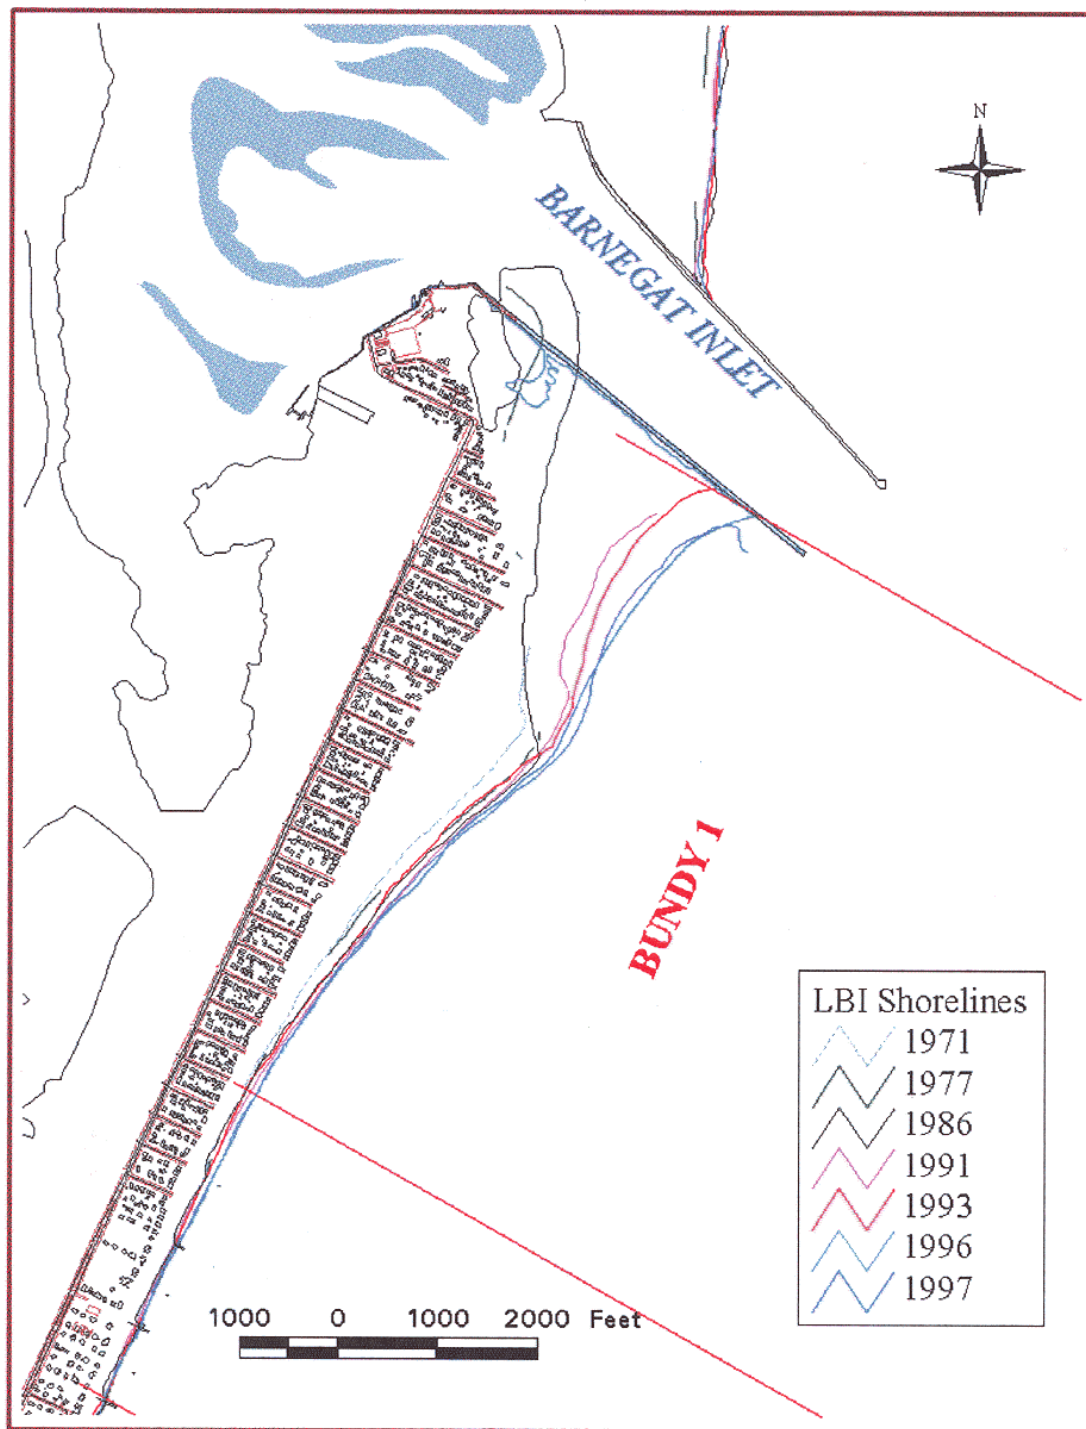 N
BARNEGAT INLET
BUNDY 1
LBI Shorelines
1971
1977
1986
1991
1993
1996
1997
1000 0 1000 2000 Feet